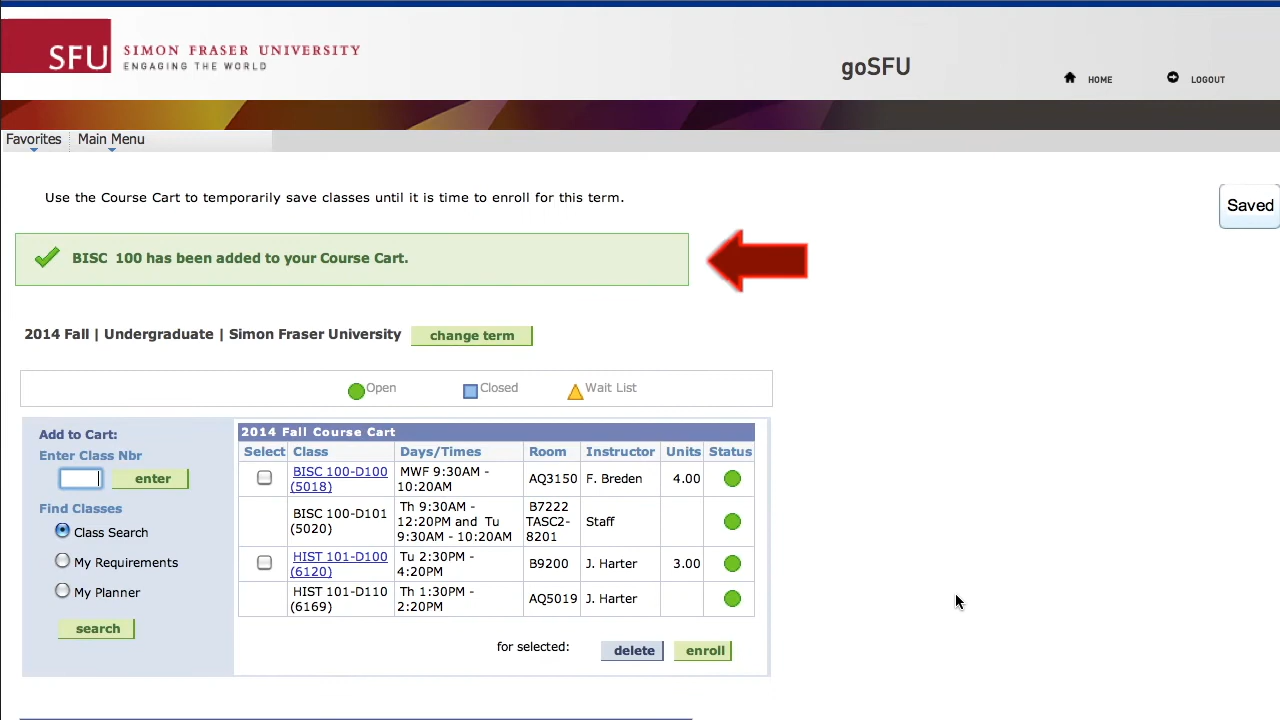 SFU SIMON FRASER UNIVERSITY
ENGAGING THE WORLD
goSFU
HOME LOGOUT
Favorites Main Menu
Use the Course Cart to temporarily save classes until it is time to enroll for this term.
Saved
BISC 100 has been added to your Course Cart.
2014 Fall | Undergraduate | Simon Fraser University change term
Open Closed Wait List
Add to Cart:
Enter Class Nbr
enter
Find Classes
Class Search
My Requirements
My Planner
search
2014 Fall Course Cart
Select Class Days/Times Room Instructor Units Status
BISC 100-D100 (5018) MWF 9:30AM - 10:20AM AQ3150 F. Breden 4.00
BISC 100-D101 (5020) Th 9:30AM - 12:20PM and Tu 9:30AM - 10:20AM B7222 TASC2-8201 Staff
HIST 101-D100 (6120) Tu 2:30PM - 4:20PM B9200 J. Harter 3.00
HIST 101-D110 (6169) Th 1:30PM - 2:20PM AQ5019 J. Harter
for selected: delete enroll